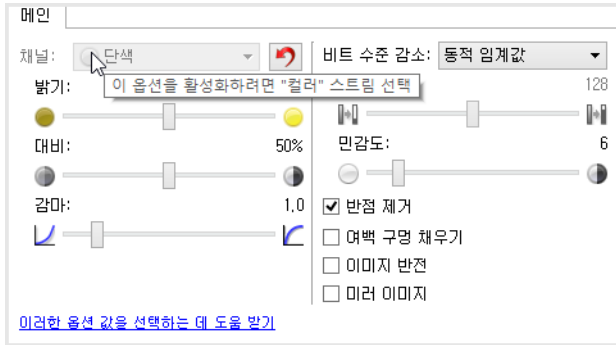 메인
채널: 단색
비트 수준 감소: 동적 임계값
이 옵션을 활성화하려면 "컬러" 스트림 선택
밝기:
128
대비: 50%
민감도: 6
감마: 1,0
반점 제거
여백 구멍 채우기
이미지 반전
미러 이미지
이러한 옵션 값을 선택하는 데 도움 받기